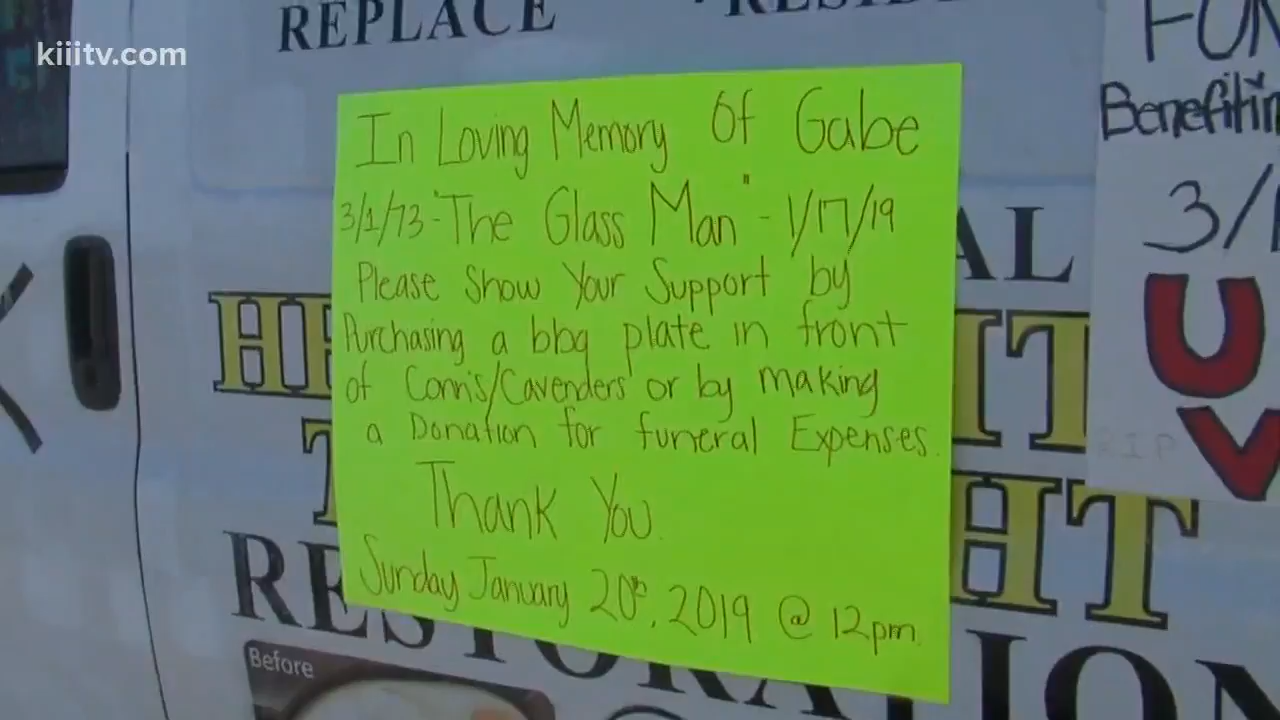 kiiitv.com
REPLACE
In Loving Memory Of Gabe
3/1/73-"The Glass Man"- 1/17/19
Please Show Your Support by
Purchasing a bbq plate in front
of Conn's/Cavenders or by making
a Donation for funeral Expenses.
Thank You.
Sunday January 20th, 2019 @ 12pm.
Before
R.I.P